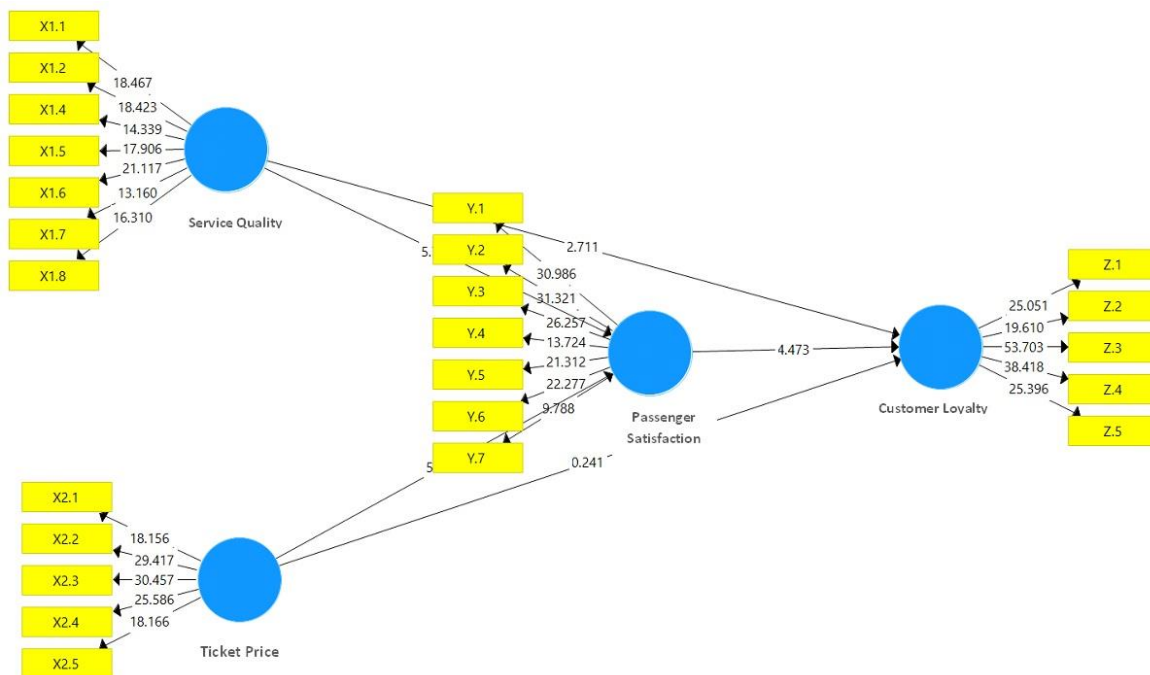 X1.1
X1.2
X1.4
X1.5
X1.6
X1.7
X1.8
18.467
18.423
14.339
17.906
21.117
13.160
16.310
Service Quality
Y.1
Y.2
Y.3
Y.4
Y.5
Y.6
Y.7
30.986
31.321
26.257
13.724
21.312
22.277
9.788
Passenger
Satisfaction
2.711
4.473
0.241
Z.1
Z.2
Z.3
Z.4
Z.5
25.051
19.610
53.703
38.418
25.396
Customer Loyalty
X2.1
X2.2
X2.3
X2.4
X2.5
18.156
29.417
30.457
25.586
18.166
Ticket Price